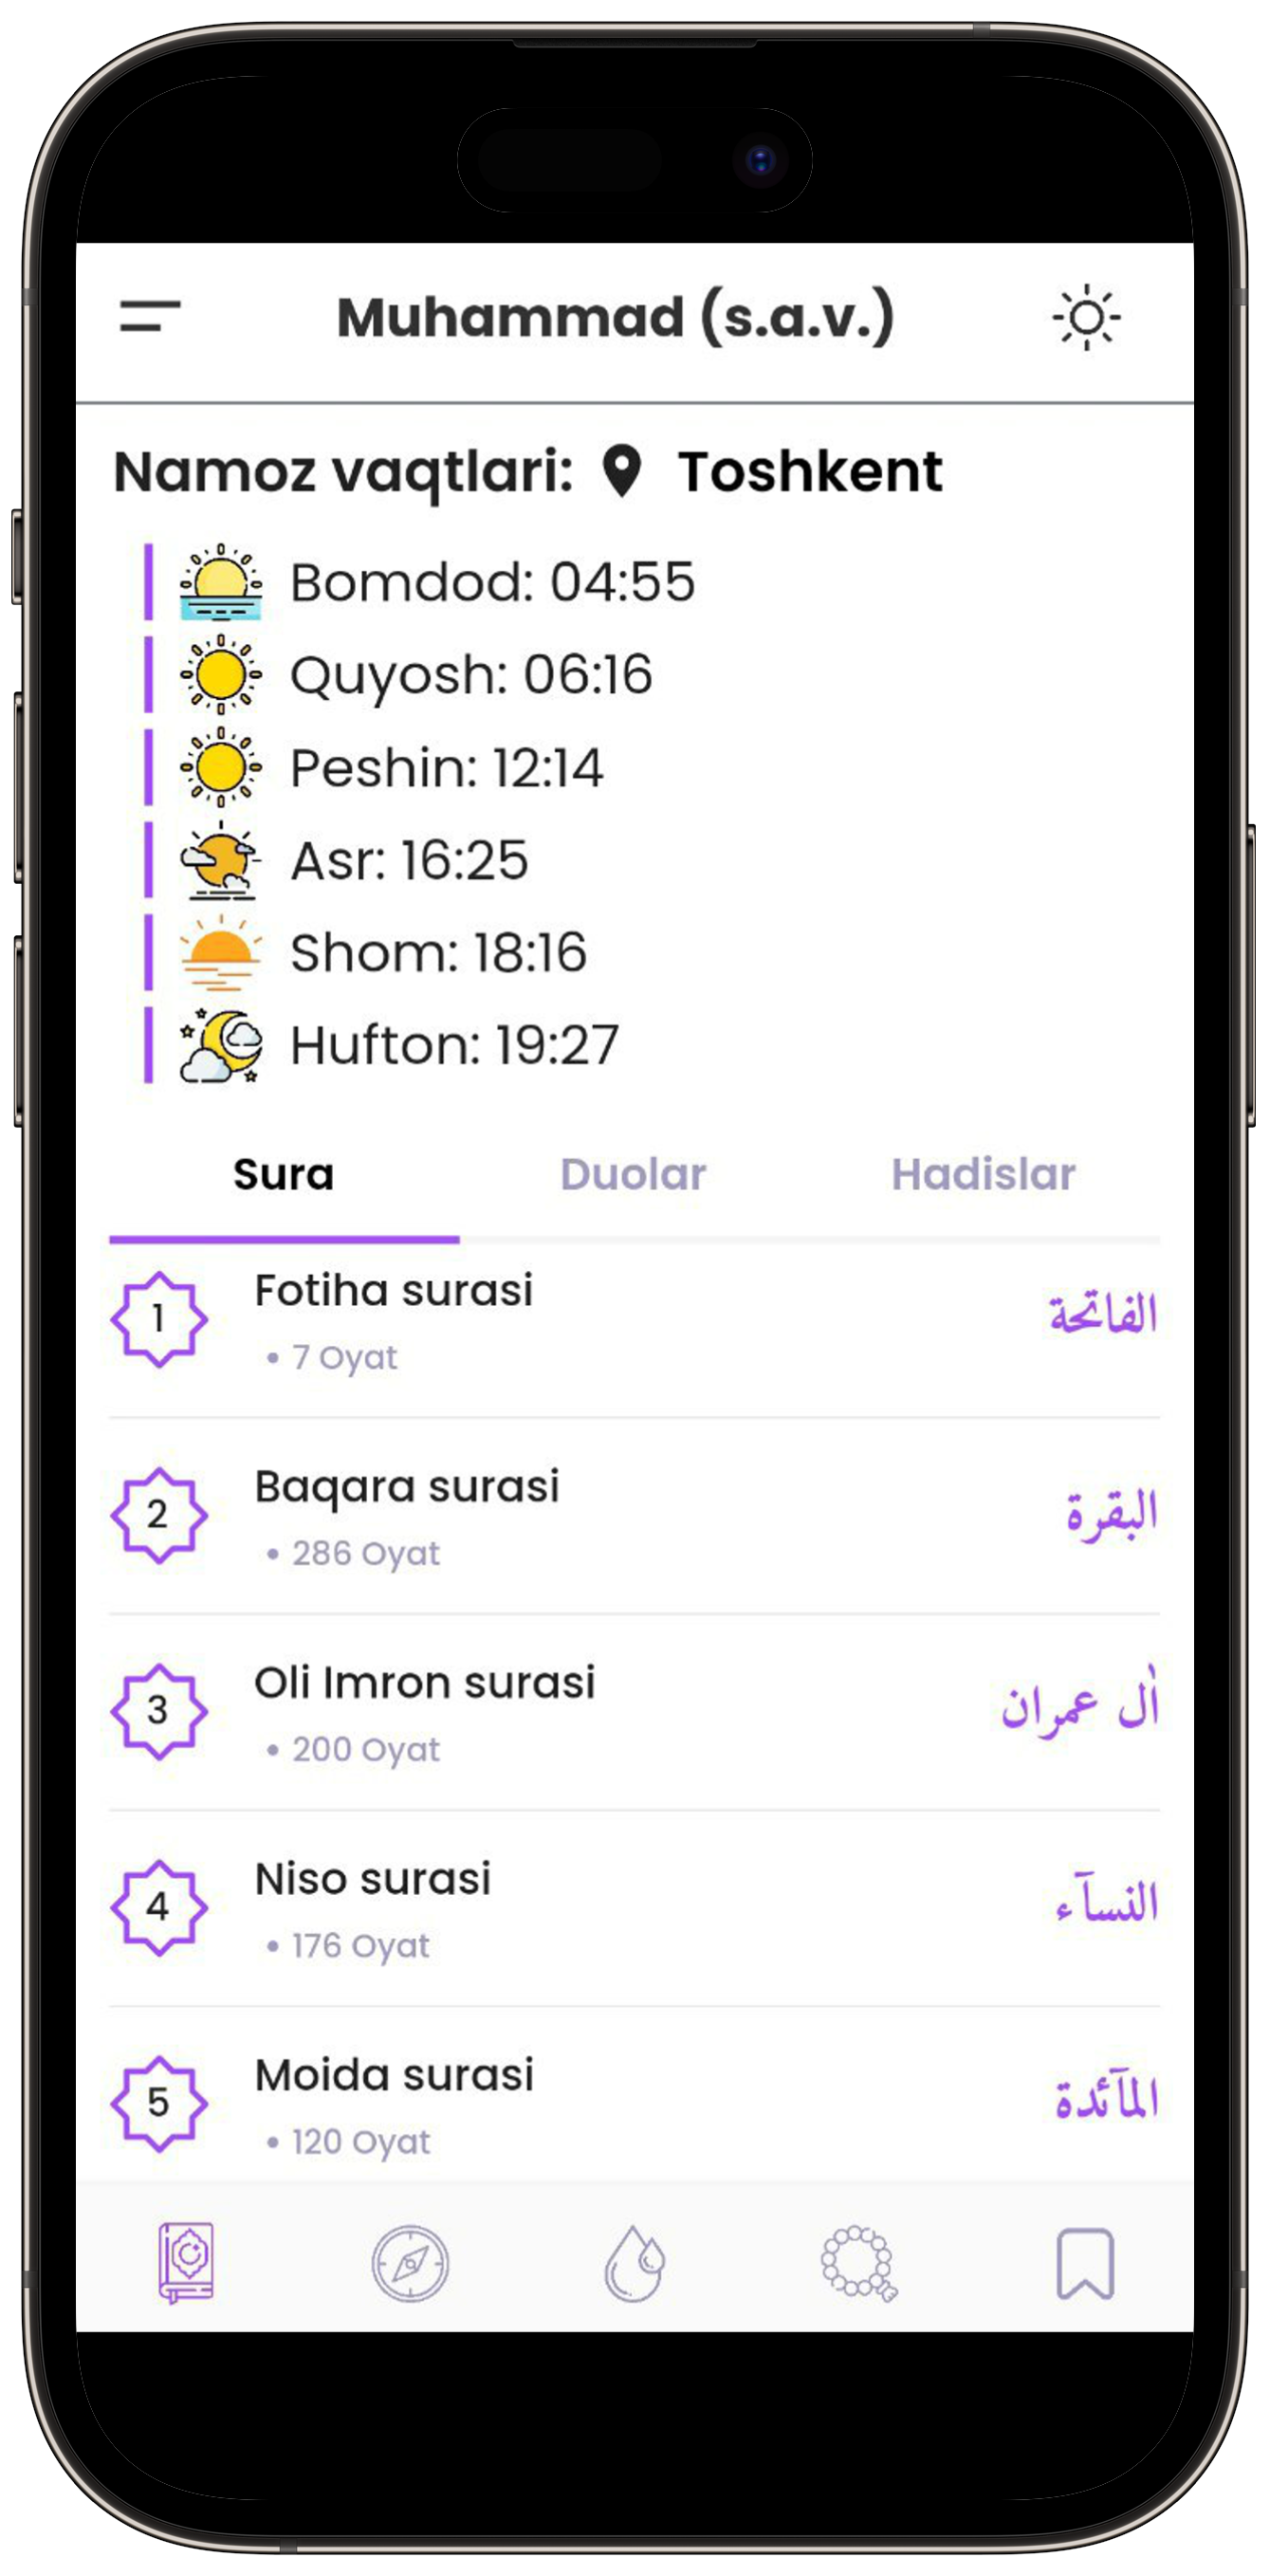 Muhammad (s.a.v.)
Namoz vaqtlari: Toshkent
Bomdod: 04:55
Quyosh: 06:16
Peshin: 12:14
Asr: 16:25
Shom: 18:16
Hufton: 19:27
Sura Duolar Hadislar
1 Fotiha surasi الفاتحة
• 7 Oyat
2 Baqara surasi البقرة
• 286 Oyat
3 Oli Imron surasi اٰل عمران
• 200 Oyat
4 Niso surasi النسآء
• 176 Oyat
5 Moida surasi المآئدة
• 120 Oyat